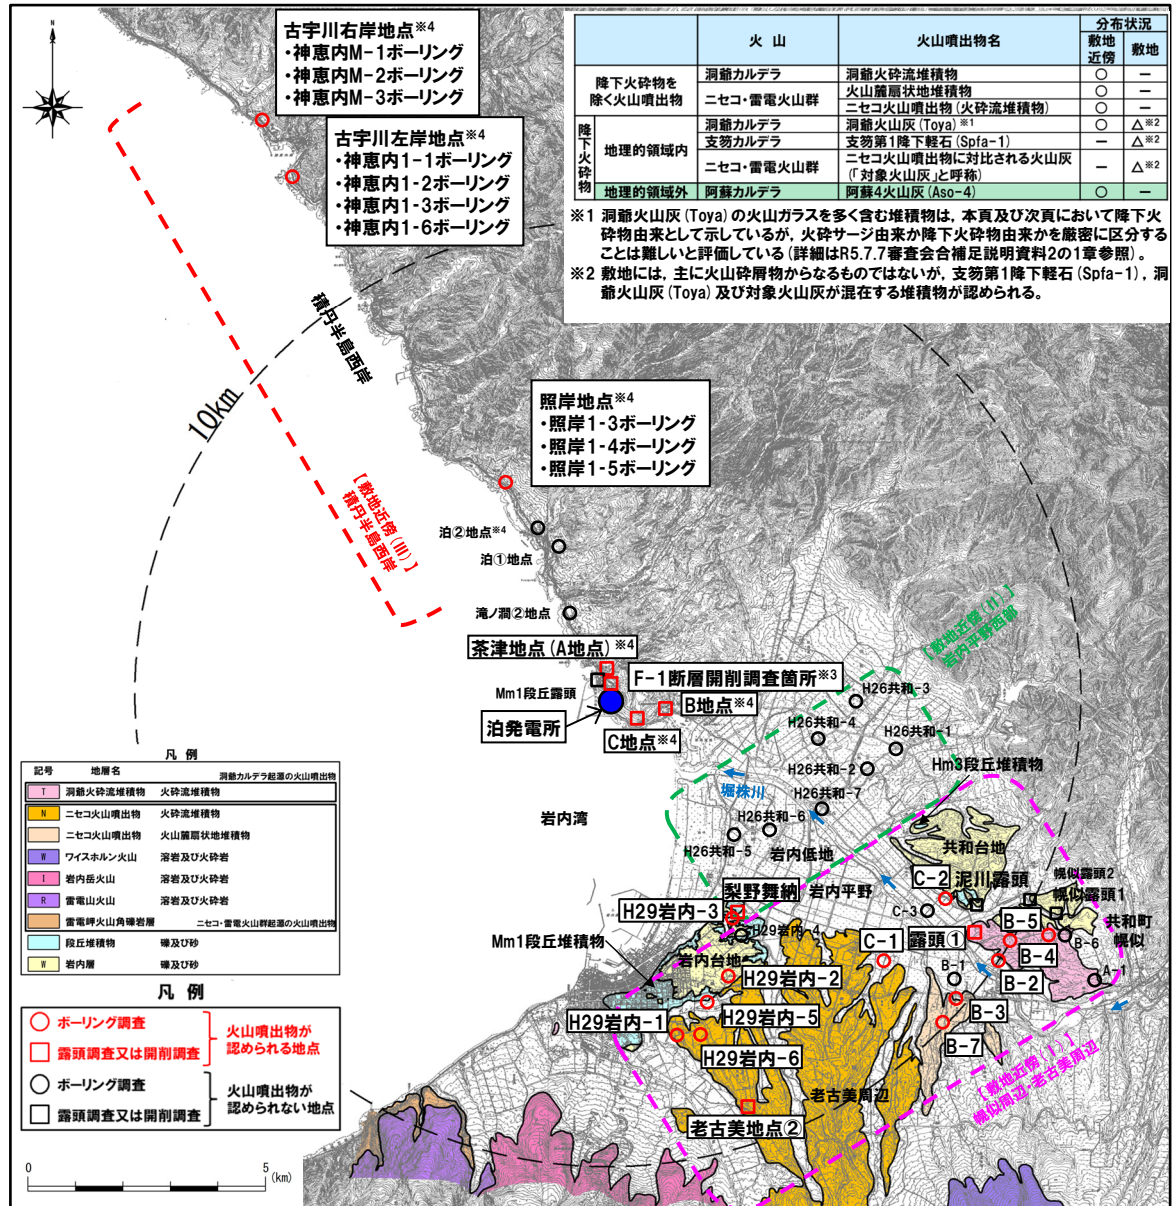 古宇川右岸地点※4
・神恵内M-1ボーリング
・神恵内M-2ボーリング
・神恵内M-3ボーリング
古宇川左岸地点※4
・神恵内1-1ボーリング
・神恵内1-2ボーリング
・神恵内1-3ボーリング
・神恵内1-6ボーリング
火山 火山噴出物名 分布状況
敷地近傍 敷地
降下火砕物を除く火山噴出物 洞爺カルデラ 洞爺火砕流堆積物 ○ －
ニセコ・雷電火山群 火山麓扇状地堆積物 ○ －
ニセコ火山噴出物(火砕流堆積物) ○ －
降下火砕物 地理的領域内 洞爺カルデラ 洞爺火山灰(Toya)※1 ○ △※2
支笏カルデラ 支笏第1降下軽石(Spfa-1) － △※2
ニセコ・雷電火山群 ニセコ火山噴出物に対比される火山灰
(「対象火山灰」と呼称) － △※2
地理的領域外 阿蘇カルデラ 阿蘇4火山灰(Aso-4) ○ －
※1 洞爺火山灰(Toya)の火山ガラスを多く含む堆積物は，本頁及び次頁において降下火
砕物由来として示しているが，火砕サージ由来か降下火砕物由来かを厳密に区分する
ことは難しいと評価している(詳細はR5.7.7審査会合補足説明資料2の1章参照)。
※2 敷地には，主に火山砕屑物からなるものではないが，支笏第1降下軽石(Spfa-1)，洞
爺火山灰(Toya)及び対象火山灰が混在する堆積物が認められる。
積丹半島西岸
10km
【敷地近傍(Ⅲ)】
積丹半島西岸
照岸地点※4
・照岸1-3ボーリング
・照岸1-4ボーリング
・照岸1-5ボーリング
泊②地点※4
泊①地点
滝ノ澗②地点
茶津地点(A地点)※4
F-1断層開削調査箇所※3
Mm1段丘露頭
泊発電所
B地点※4
C地点※4
【敷地近傍(Ⅱ)】
岩内平野西部
H26共和-3
H26共和-4
H26共和-1
H26共和-2
Hm3段丘堆積物
堀株川
H26共和-7
H26共和-6
H26共和-5
岩内湾
岩内低地
岩内平野
共和台地
梨野舞納
C-2
泥川露頭
幌似露頭2
幌似露頭1
H29岩内-3
H29岩内-4
C-3
露頭①
B-5
共和町
幌似
B-6
Mm1段丘堆積物
岩内台地
C-1
B-4
H29岩内-2
B-1
B-2
A-1
H29岩内-1
H29岩内-5
B-3
H29岩内-6
B-7
老古美周辺
老古美地点②
【敷地近傍(Ⅰ)】
幌似周辺・老古美周辺
凡例
記号 地層名 洞爺カルデラ起源の火山噴出物
T 洞爺火砕流堆積物 火砕流堆積物
N ニセコ火山噴出物 火砕流堆積物
ニセコ火山噴出物 火山麓扇状地堆積物
W ワイスホルン火山 溶岩及び火砕岩
I 岩内岳火山 溶岩及び火砕岩
R 雷電山火山 溶岩及び火砕岩
雷電岬火山角礫岩層 ニセコ・雷電火山群起源の火山噴出物
段丘堆積物 礫及び砂
W 岩内層 礫及び砂
凡例
ボーリング調査
露頭調査又は開削調査
火山噴出物が
認められる地点
ボーリング調査
露頭調査又は開削調査
火山噴出物が
認められない地点
0 5
(km)